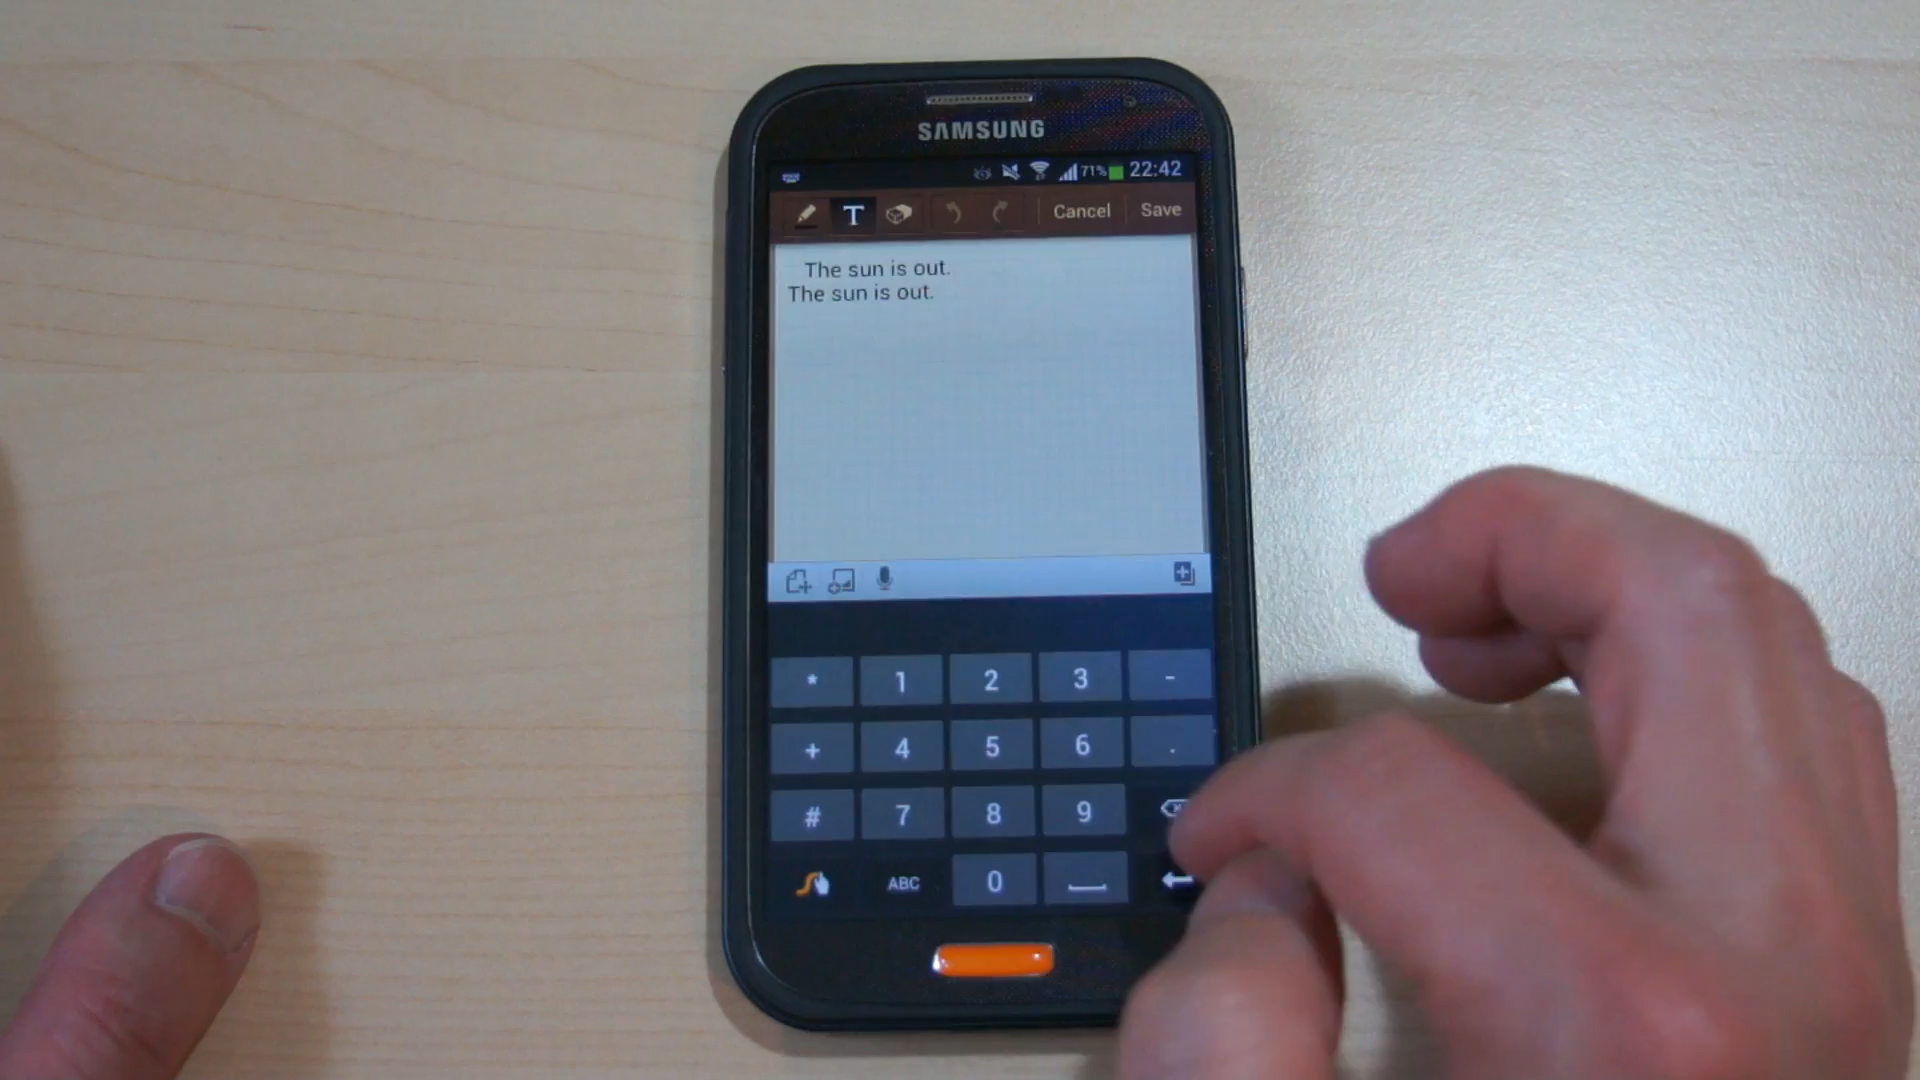 SAMSUNG
71% 22:42
T Cancel Save
The sun is out.
The sun is out.
* 1 2 3 -
+ 4 5 6 .
# 7 8 9
ABC 0